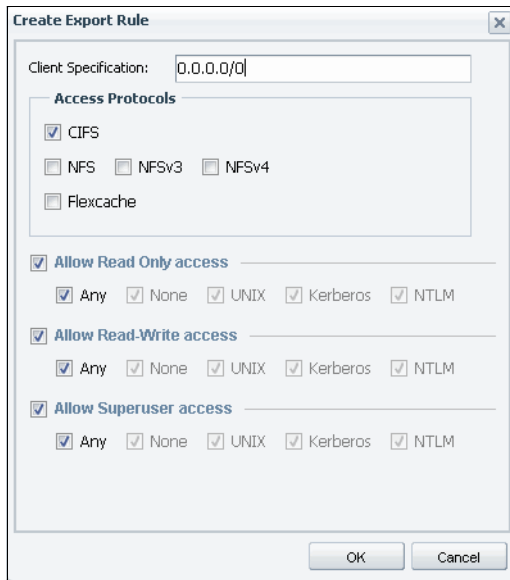 Create Export Rule
Client Specification: 0.0.0.0/0
Access Protocols
CIFS
NFS NFSv3 NFSv4
Flexcache
Allow Read Only access
Any None UNIX Kerberos NTLM
Allow Read-Write access
Any None UNIX Kerberos NTLM
Allow Superuser access
Any None UNIX Kerberos NTLM
OK Cancel